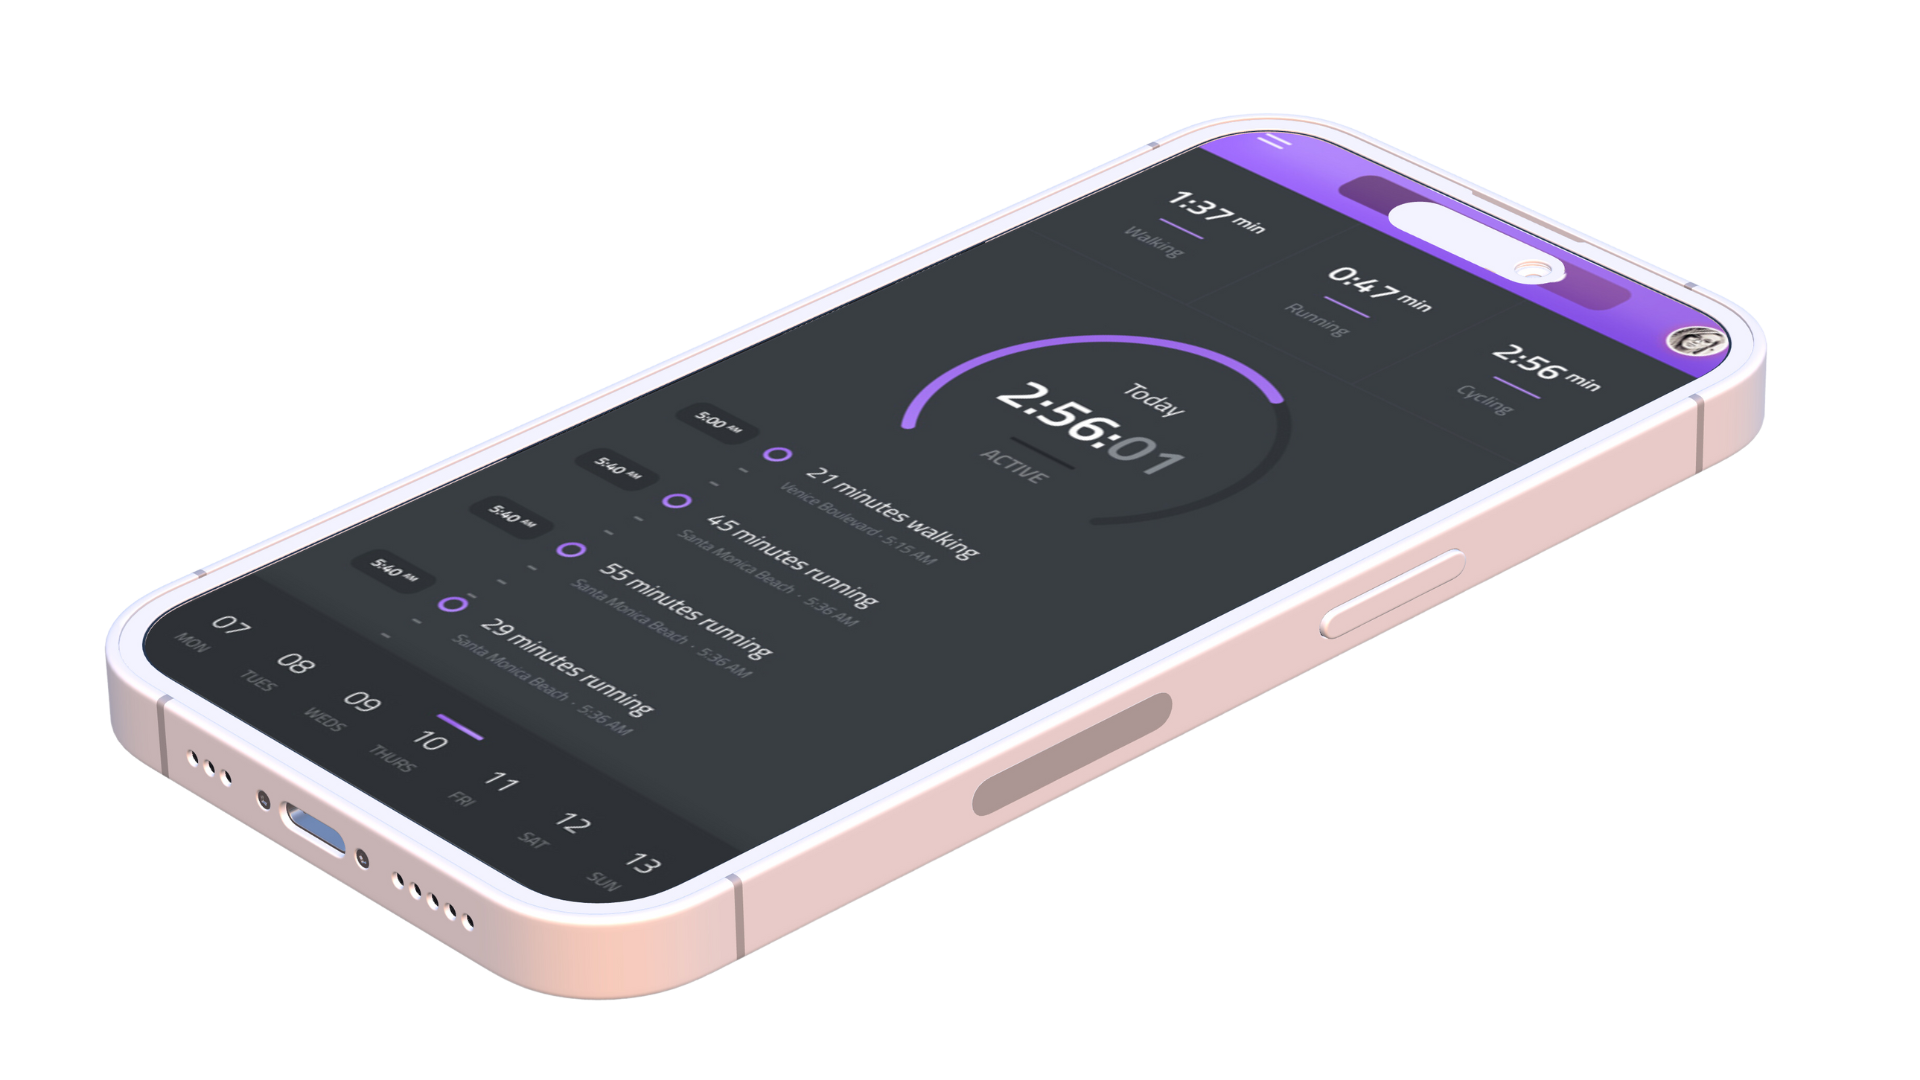 1:37 min
Walking
0:47 min
Running
2:56 min
Cycling
Today
2:56:01
ACTIVE
5:00 AM
21 minutes walking
Venice Boulevard · 5:15 AM
5:40 AM
45 minutes running
Santa Monica Beach · 5:36 AM
5:40 AM
55 minutes running
Santa Monica Beach · 5:36 AM
5:40 AM
29 minutes running
Santa Monica Beach · 5:36 AM
07 08 09 10 11 12 13
MON TUES WEDS THURS FRI SAT SUN